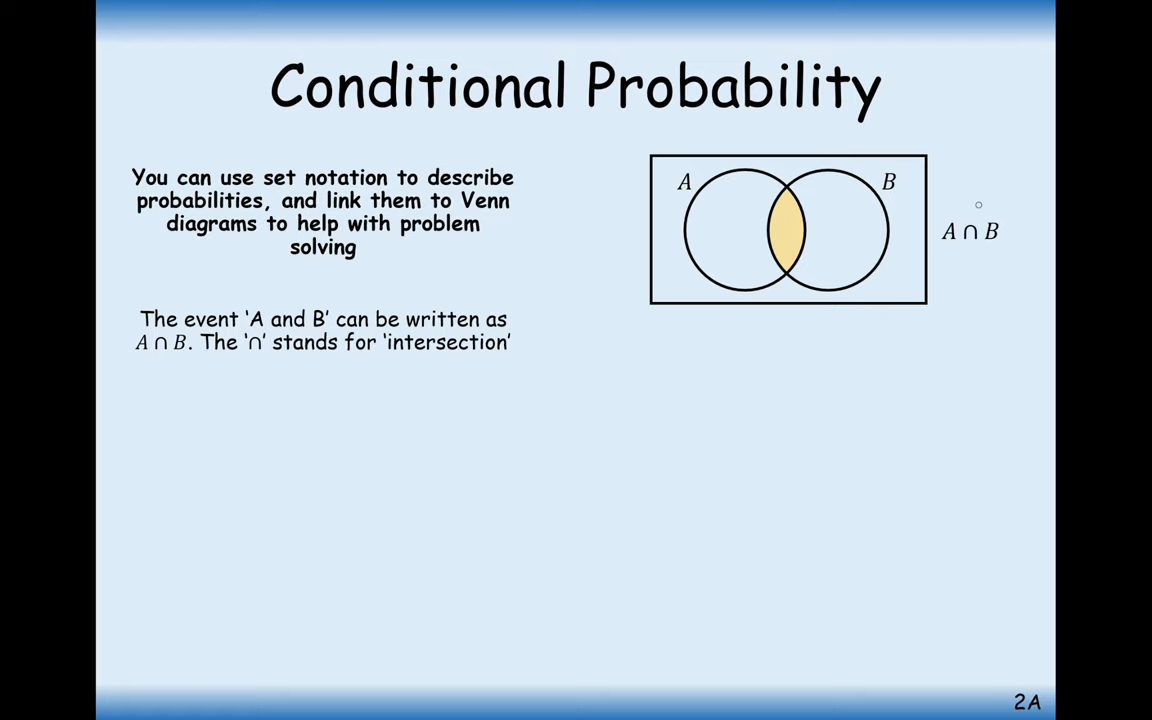 Conditional Probability
You can use set notation to describe
probabilities, and link them to Venn
diagrams to help with problem
solving
The event ‘A and B’ can be written as
A ∩ B. The ‘∩’ stands for ‘intersection’
A
B
A ∩ B
2A